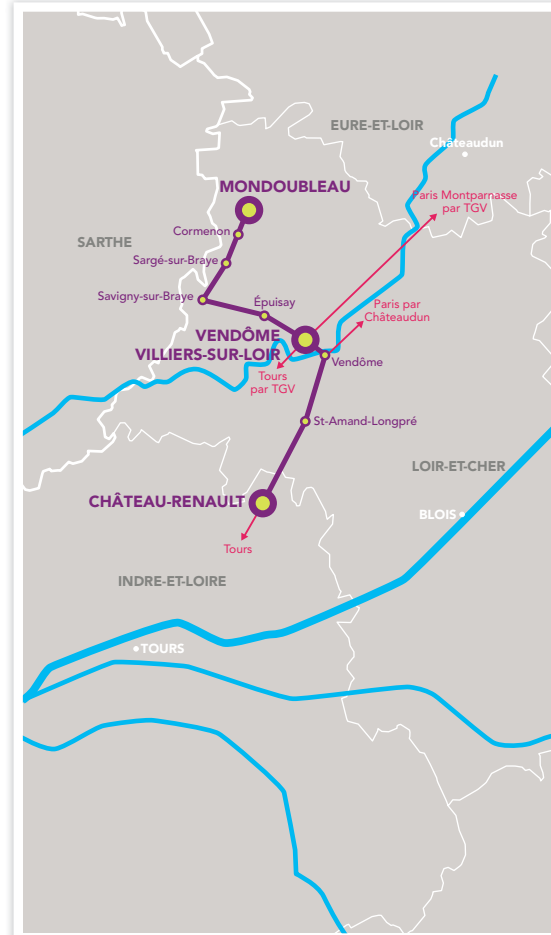 EURE-ET-LOIR
Châteaudun
MONDOUBLEAU
Paris Montparnasse
par TGV
Cormenon
SARTHE
Sargé-sur-Braye
Savigny-sur-Braye
Épuisay
Paris par
Châteaudun
VENDÔME
VILLIERS-SUR-LOIR
Vendôme
Tours
par TGV
St-Amand-Longpré
LOIR-ET-CHER
CHÂTEAU-RENAULT
BLOIS
Tours
INDRE-ET-LOIRE
TOURS